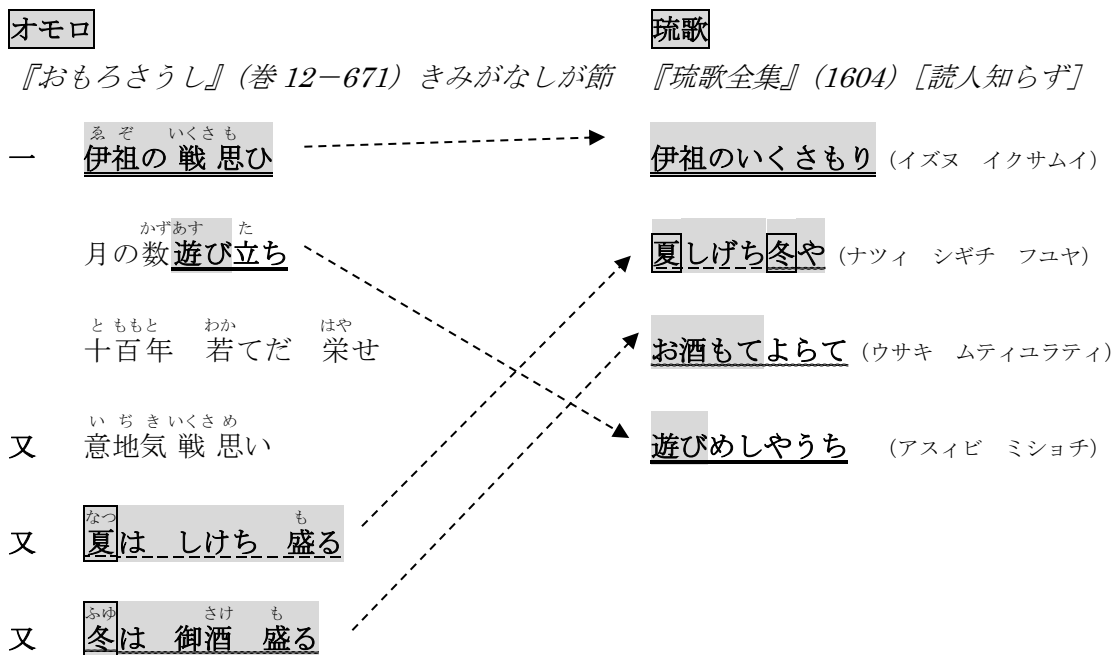 オモロ
『おもろさうし』(巻 12－671) きみがなしが節
一 伊祖の 戦 思ひ
ゑ ぞ いくさ も
月の数遊び立ち
かずあす た
十百年 若てだ 栄せ
と ももと わか はや
又 意地気 戦 思い
い ぢ き いくさ め
又 夏は しけち 盛る
なつ も
又 冬は 御酒 盛る
ふゆ さけ も
琉歌
『琉歌全集』(1604) [読人知らず]
伊祖のいくさもり (イズヌ イクサムイ)
夏しげち冬や (ナツィ シギチ フユヤ)
お酒もてよらて (ウサキ ムティユラティ)
遊びめしやうち (アスィビ ミショチ)